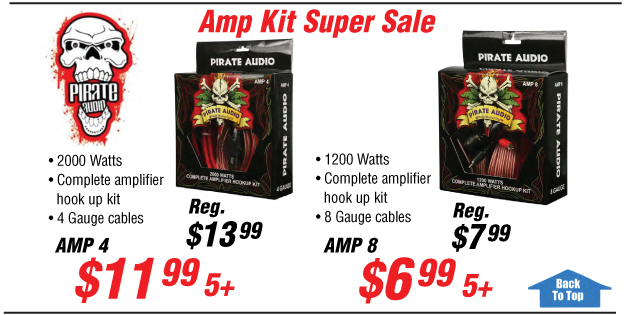 Amp Kit Super Sale
PIRATE
AUDIO
• 2000 Watts
• Complete amplifier
hook up kit
• 4 Gauge cables
AMP 4
PIRATE AUDIO
AMP 4
PIRATE AUDIO
2000 WATTS
COMPLETE AMPLIFIER HOOKUP KIT
PIRATE AUDIO
4 GAUGE
Reg.
$13 99
$11 99 5+
• 1200 Watts
• Complete amplifier
hook up kit
• 8 Gauge cables
AMP 8
PIRATE AUDIO
AMP 8
PIRATE AUDIO
1200 WATTS
COMPLETE AMPLIFIER HOOKUP KIT
PIRATE AUDIO
8 GAUGE
Reg.
$7 99
$6 99 5+
Back
To Top